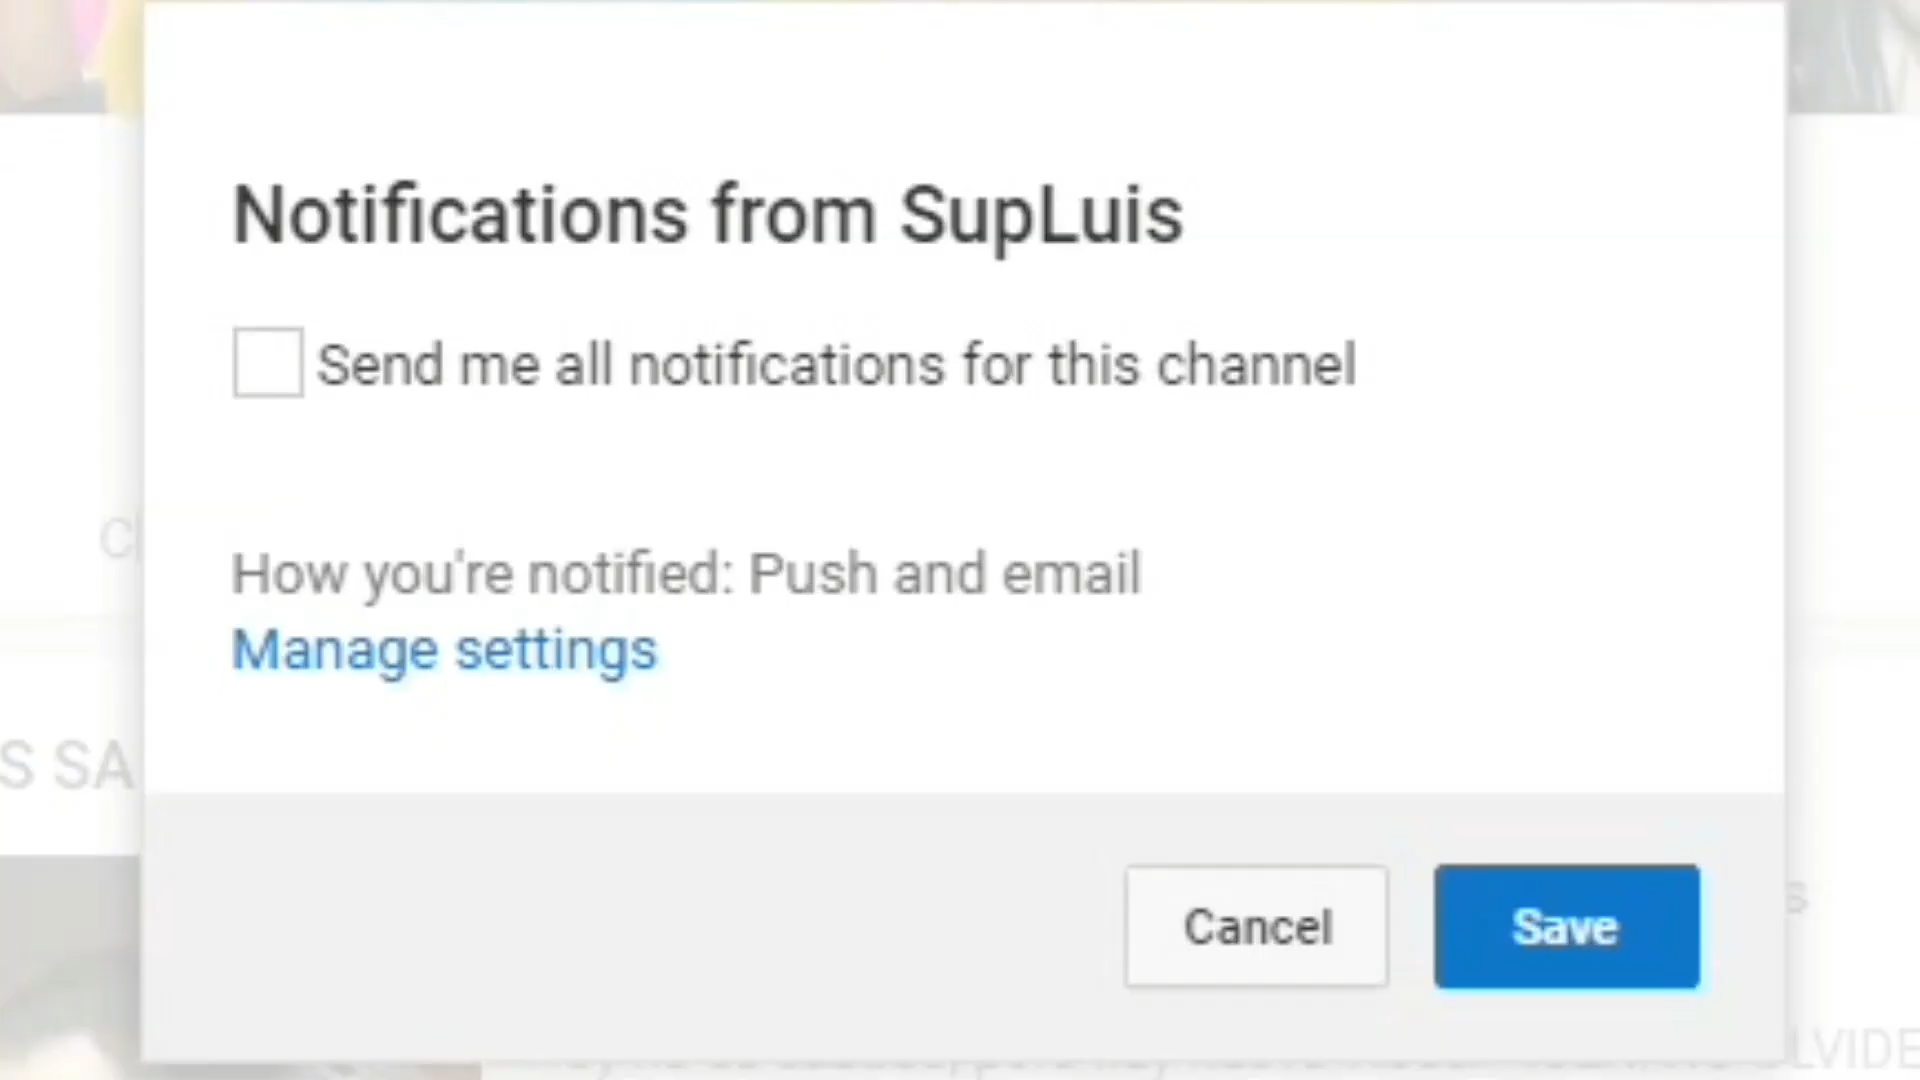 Notifications from SupLuis
Send me all notifications for this channel
How you're notified: Push and email
Manage settings
S SA
Cancel
Save